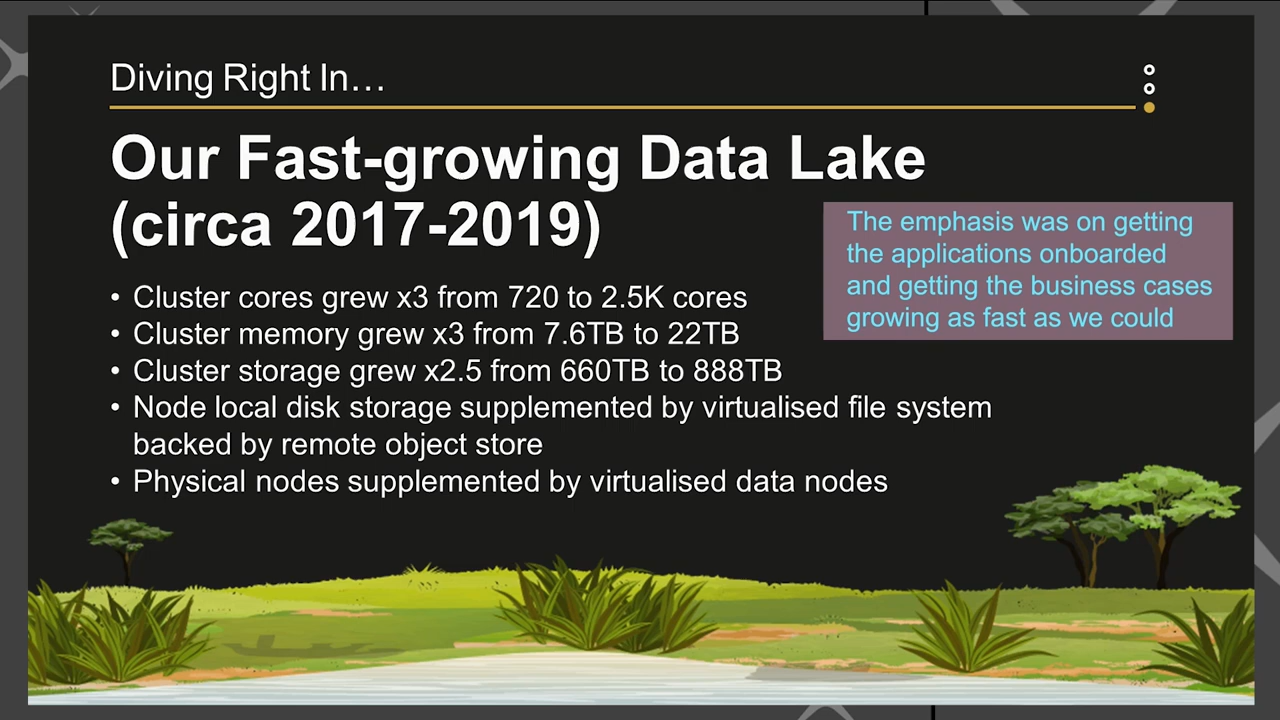 Diving Right In…
Our Fast-growing Data Lake
(circa 2017-2019)
The emphasis was on getting
the applications onboarded
and getting the business cases
growing as fast as we could
• Cluster cores grew x3 from 720 to 2.5K cores
• Cluster memory grew x3 from 7.6TB to 22TB
• Cluster storage grew x2.5 from 660TB to 888TB
• Node local disk storage supplemented by virtualised file system
backed by remote object store
• Physical nodes supplemented by virtualised data nodes